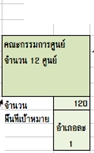 คณะกรรมการศูนย์
จำนวน 12 ศูนย์
จำนวน 120
พื้นที่เป้าหมาย
อำเภอละ
1